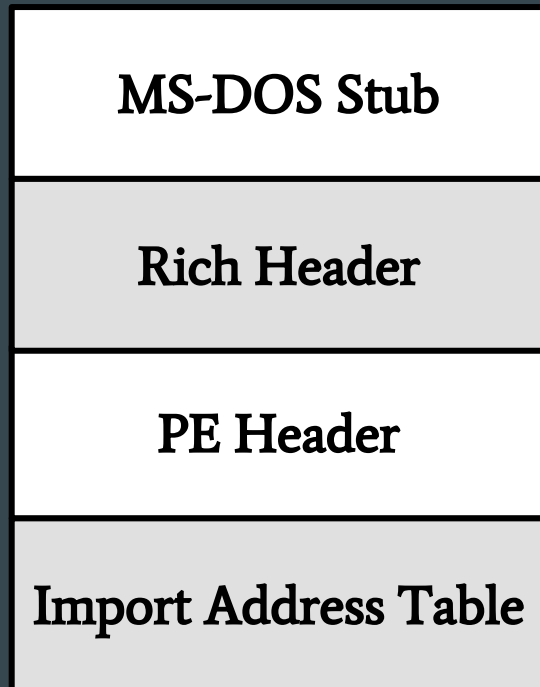 MS-DOS Stub
Rich Header
PE Header
Import Address Table